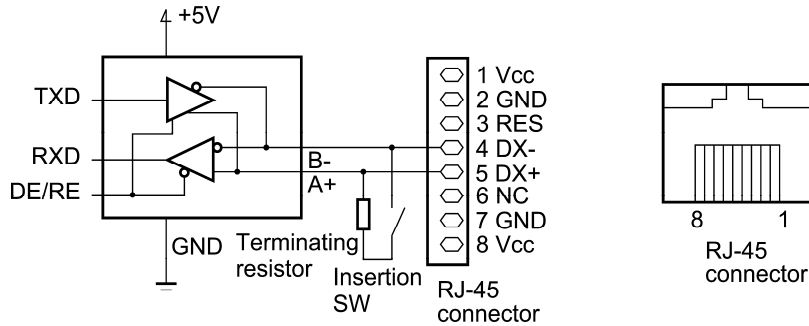 +5V
TXD
RXD
DE/RE
B-
A+
GND
Terminating
resistor
Insertion
SW
1 Vcc
2 GND
3 RES
4 DX-
5 DX+
6 NC
7 GND
8 Vcc
RJ-45
connector
8 1
RJ-45
connector